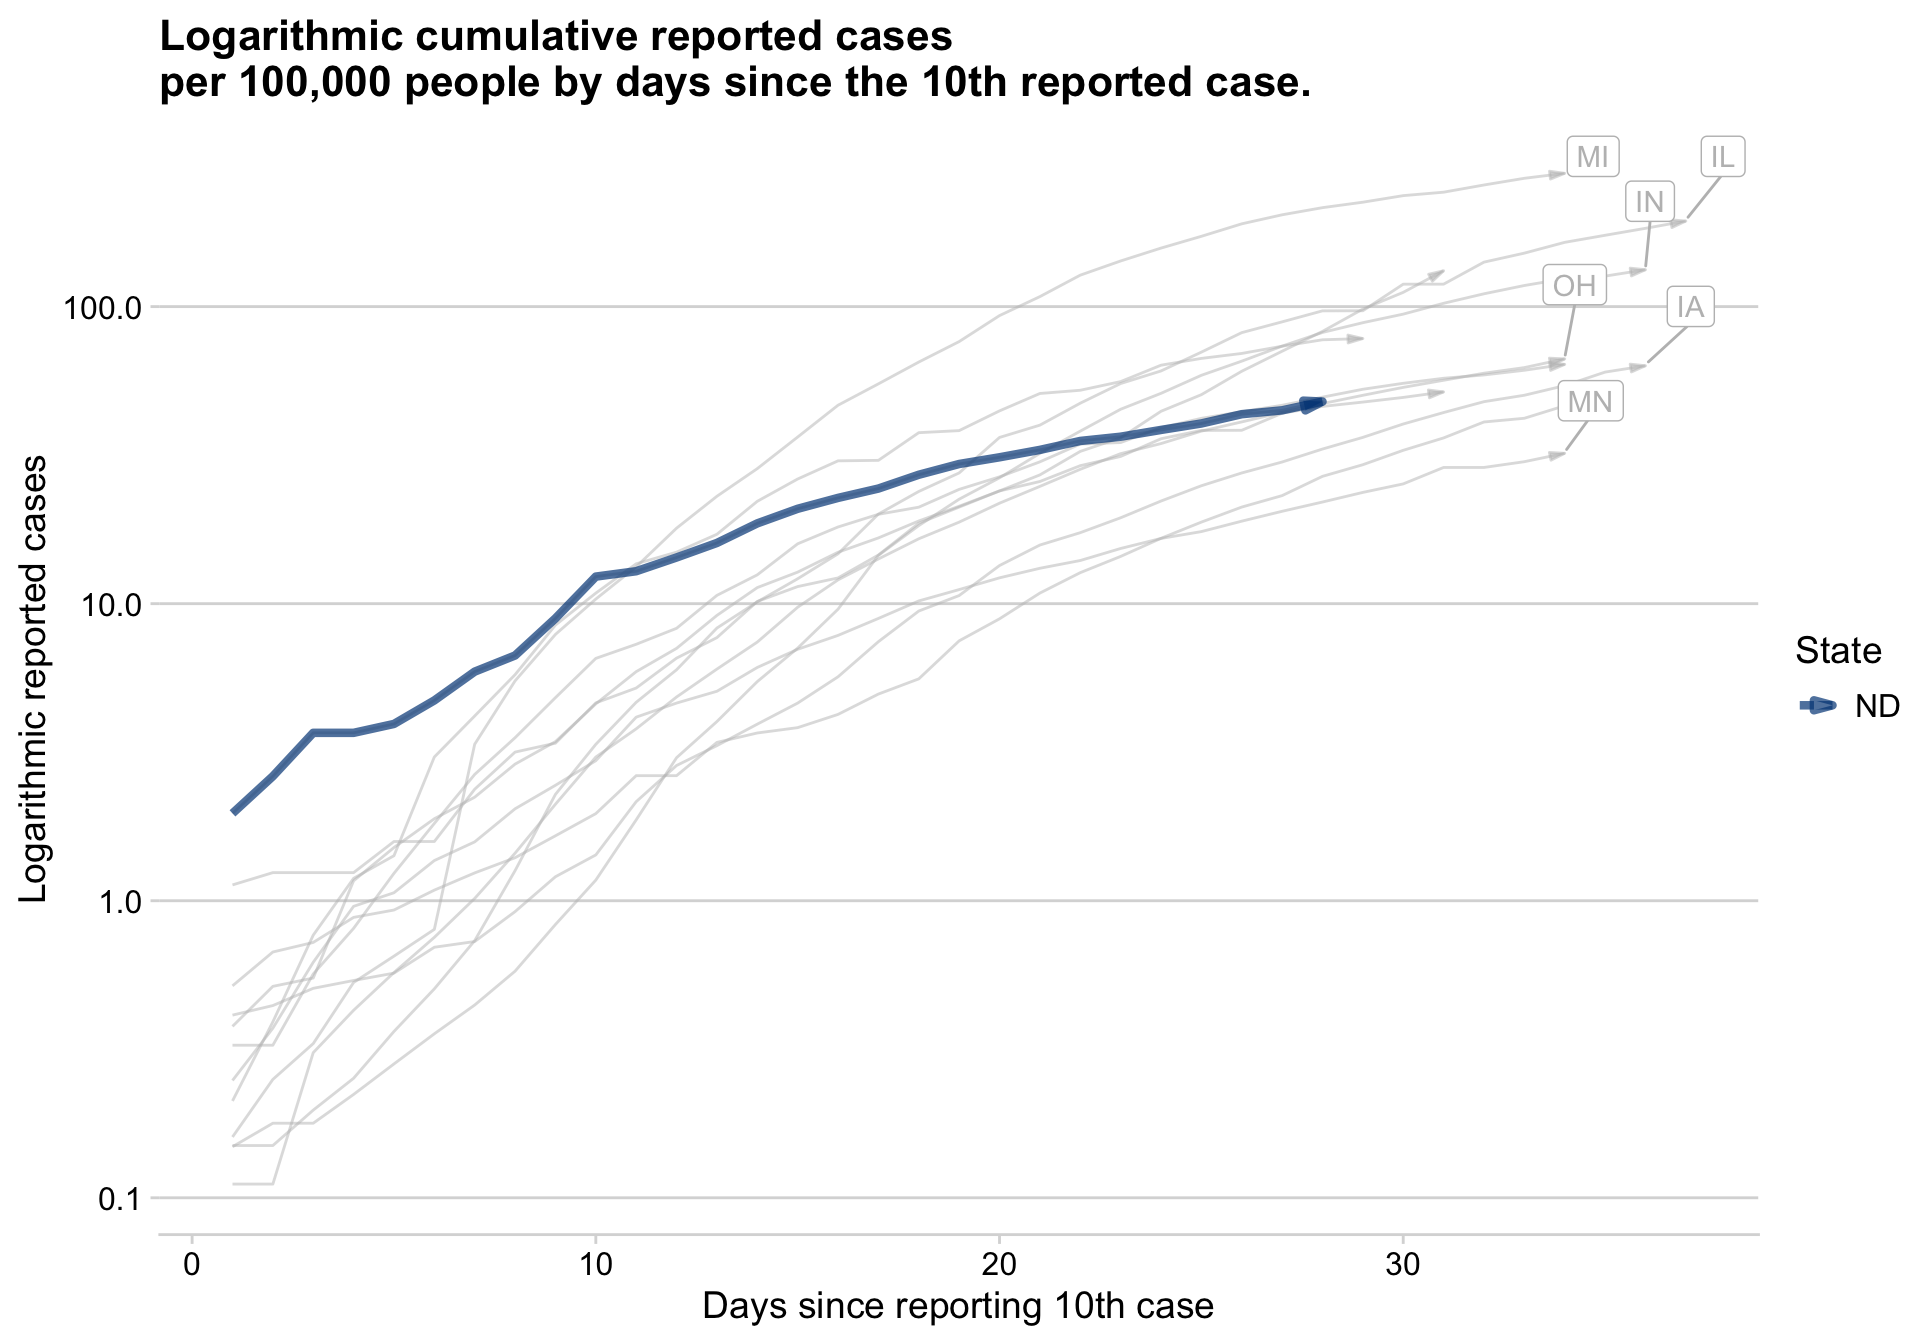 Logarithmic cumulative reported cases
per 100,000 people by days since the 10th reported case.
MI
IL
IN
OH
IA
MN
100.0
10.0
1.0
0.1
Logarithmic reported cases
0
10
20
30
Days since reporting 10th case
State
ND